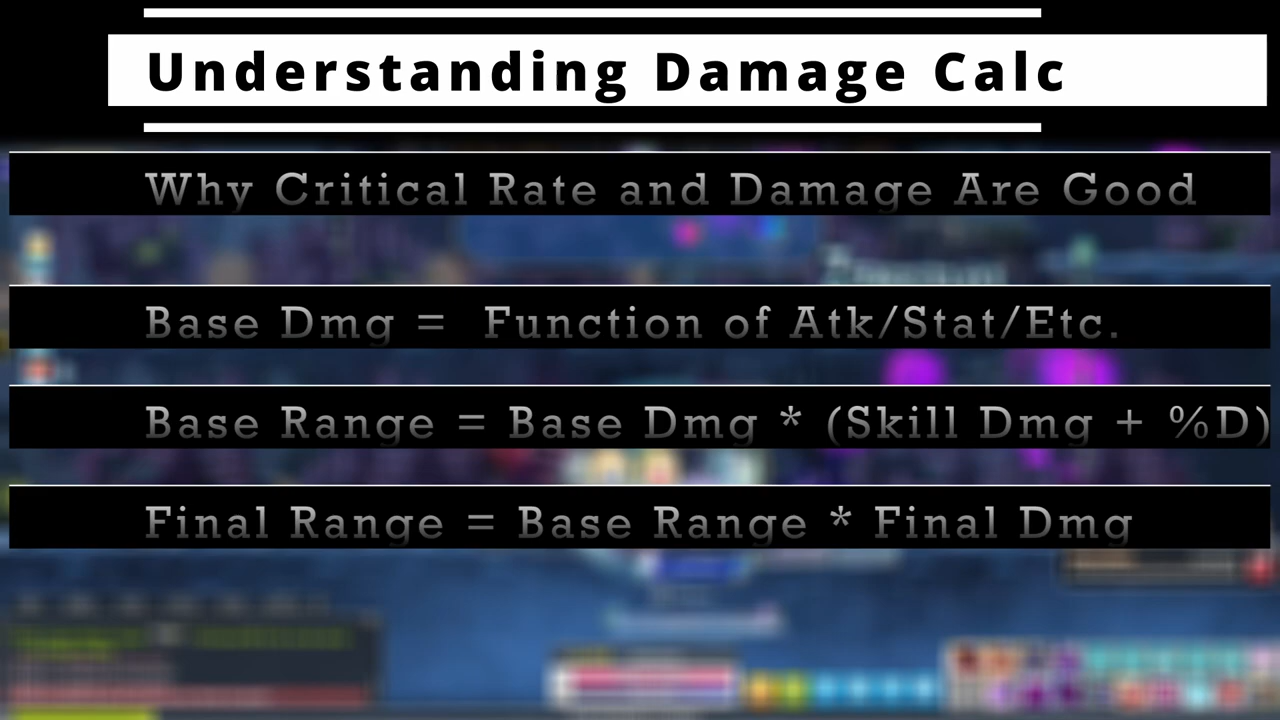 Understanding Damage Calc
Why Critical Rate and Damage Are Good
Base Dmg = Function of Atk/Stat/Etc.
Base Range = Base Dmg * (Skill Dmg + %D)
Final Range = Base Range * Final Dmg